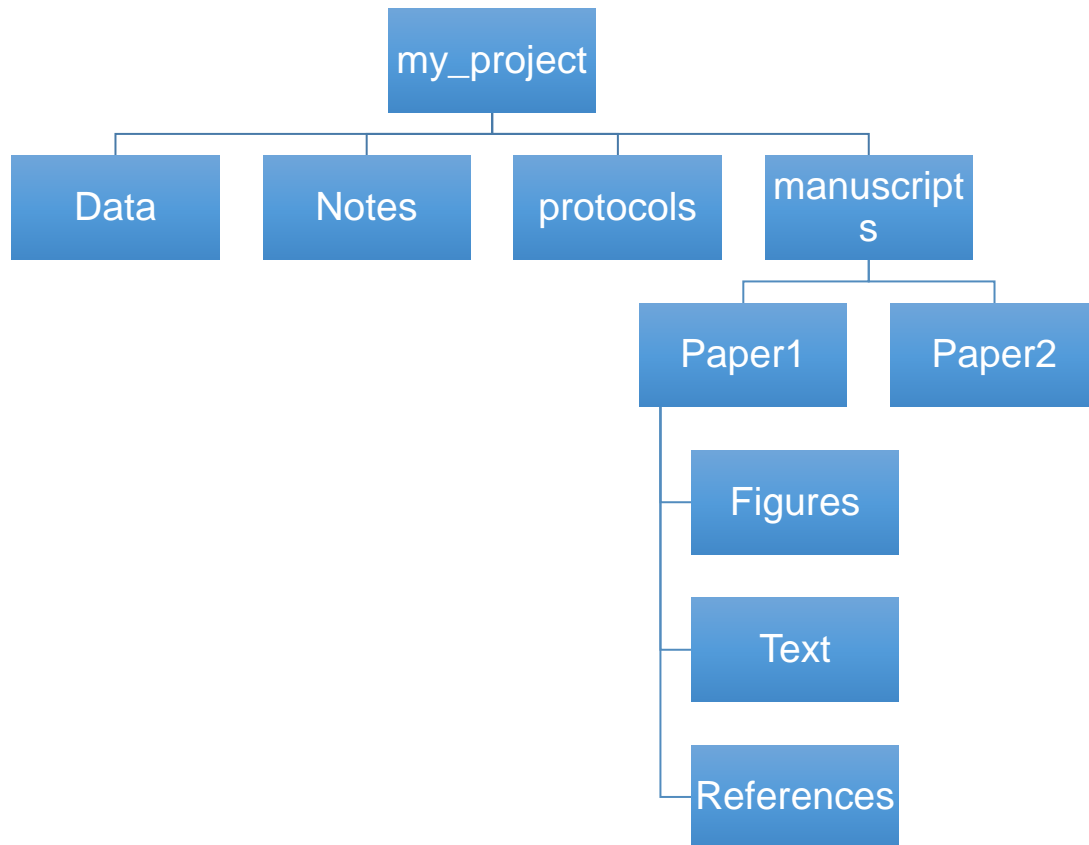 my_project
Data
Notes
protocols
manuscript
s
Paper1
Paper2
Figures
Text
References